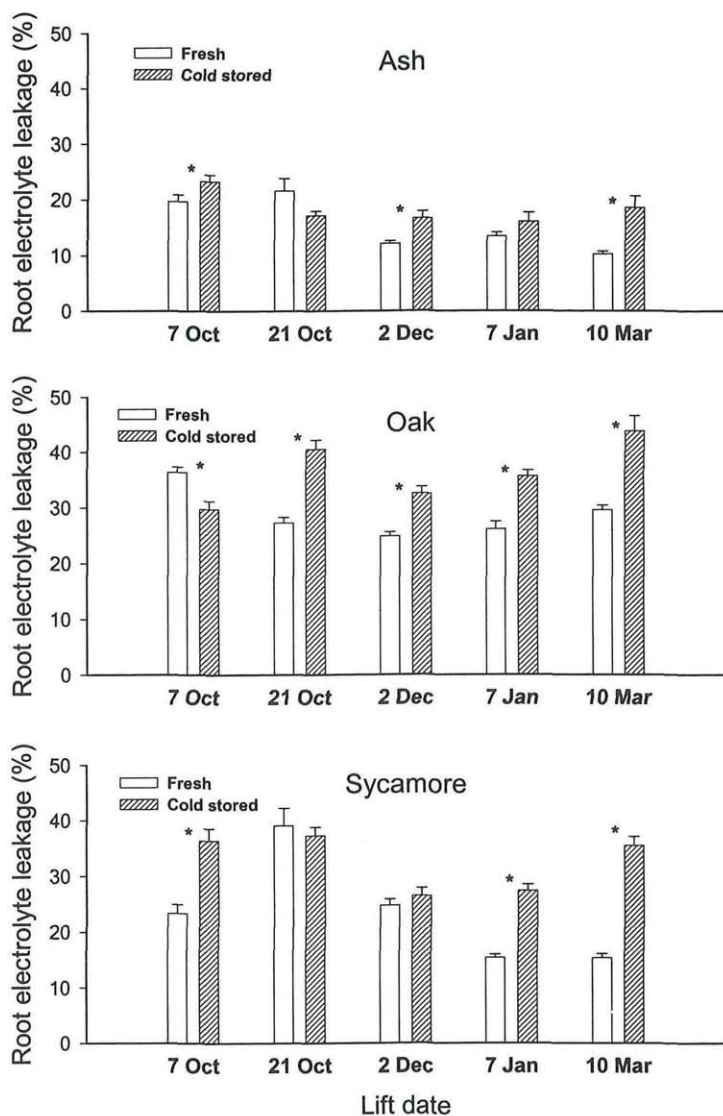 Root electrolyte leakage (%)
50
40
30
20
10
0
Fresh
Cold stored
Ash
*
*
*
7 Oct 21 Oct 2 Dec 7 Jan 10 Mar
Root electrolyte leakage (%)
50
40
30
20
10
0
Fresh
Cold stored
Oak
*
*
*
*
*
7 Oct 21 Oct 2 Dec 7 Jan 10 Mar
Root electrolyte leakage (%)
50
40
30
20
10
0
Fresh
Cold stored
Sycamore
*
*
*
7 Oct 21 Oct 2 Dec 7 Jan 10 Mar
Lift date